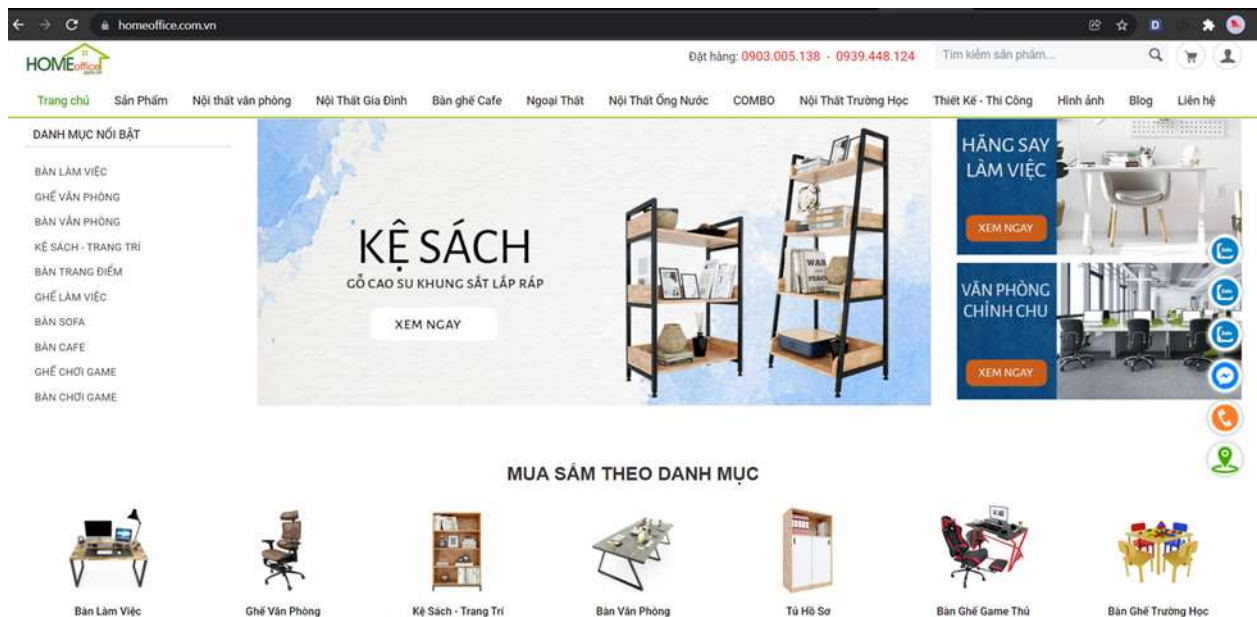 homeoffice.com.vn
HOMEoffice
Đặt hàng: 0903.005.138 - 0939.448.124
Tìm kiếm sản phẩm...
Trang chủ Sản Phẩm Nội thất văn phòng Nội Thất Gia Đình Bàn ghế Cafe Ngoại Thất Nội Thất Ống Nước COMBO Nội Thất Trường Học Thiết Kế - Thi Công Hình ảnh Blog Liên hệ
DANH MỤC NỔI BẬT
BÀN LÀM VIỆC
GHẾ VĂN PHÒNG
BÀN VĂN PHÒNG
KỆ SÁCH - TRANG TRÍ
BÀN TRANG ĐIỂM
GHẾ LÀM VIỆC
BÀN SOFA
BÀN CAFE
GHẾ CHƠI GAME
BÀN CHƠI GAME
KỆ SÁCH
GỖ CAO SU KHUNG SẮT LẮP RÁP
XEM NGAY
HĂNG SAY
LÀM VIỆC
XEM NGAY
VĂN PHÒNG
CHỈNH CHU
XEM NGAY
MUA SẮM THEO DANH MỤC
Bàn Làm Việc Ghế Văn Phòng Kệ Sách - Trang Trí Bàn Văn Phòng Tủ Hồ Sơ Bàn Ghế Game Thủ Bàn Ghế Trường Học